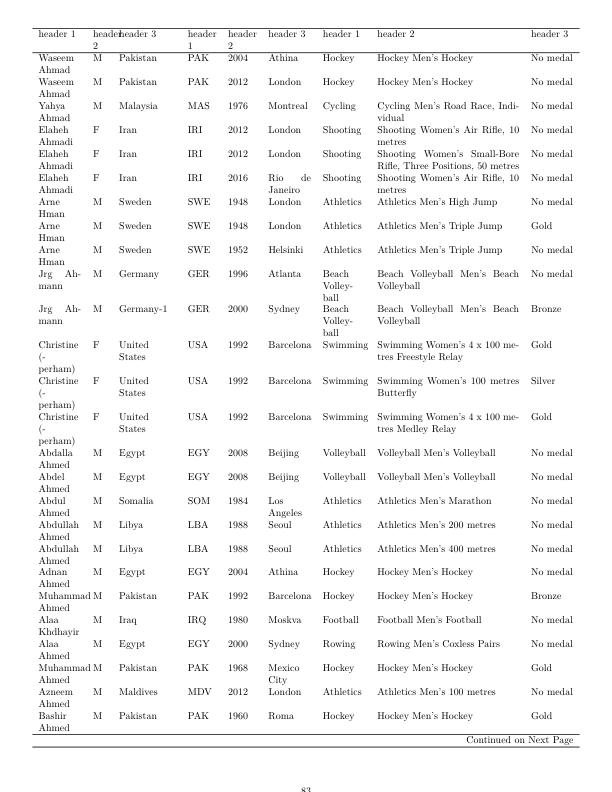 header 1 header 2 header 3 header 1 header 2 header 3 header 1 header 2 header 3
Waseem Ahmad M Pakistan PAK 2004 Athina Hockey Hockey Men's Hockey No medal
Waseem Ahmad M Pakistan PAK 2012 London Hockey Hockey Men's Hockey No medal
Yahya Ahmad M Malaysia MAS 1976 Montreal Cycling Cycling Men's Road Race, Indi-vidual No medal
Elaheh Ahmadi F Iran IRI 2012 London Shooting Shooting Women's Air Rifle, 10 metres No medal
Elaheh Ahmadi F Iran IRI 2012 London Shooting Shooting Women's Small-Bore Rifle, Three Positions, 50 metres No medal
Elaheh Ahmadi F Iran IRI 2016 Rio de Janeiro Shooting Shooting Women's Air Rifle, 10 metres No medal
Arne Hman M Sweden SWE 1948 London Athletics Athletics Men's High Jump No medal
Arne Hman M Sweden SWE 1948 London Athletics Athletics Men's Triple Jump Gold
Arne Hman M Sweden SWE 1952 Helsinki Athletics Athletics Men's Triple Jump No medal
Jrg Ah-mann M Germany GER 1996 Atlanta Beach Volley-ball Beach Volleyball Men's Beach Volleyball No medal
Jrg Ah-mann M Germany-1 GER 2000 Sydney Beach Volley-ball Beach Volleyball Men's Beach Volleyball Bronze
Christine (-perham) F United States USA 1992 Barcelona Swimming Swimming Women's 4 x 100 me-tres Freestyle Relay Gold
Christine (-perham) F United States USA 1992 Barcelona Swimming Swimming Women's 100 metres Butterfly Silver
Christine (-perham) F United States USA 1992 Barcelona Swimming Swimming Women's 4 x 100 me-tres Medley Relay Gold
Abdalla Ahmed M Egypt EGY 2008 Beijing Volleyball Volleyball Men's Volleyball No medal
Abdel Ahmed M Egypt EGY 2008 Beijing Volleyball Volleyball Men's Volleyball No medal
Abdul Ahmed M Somalia SOM 1984 Los Angeles Athletics Athletics Men's Marathon No medal
Abdullah Ahmed M Libya LBA 1988 Seoul Athletics Athletics Men's 200 metres No medal
Abdullah Ahmed M Libya LBA 1988 Seoul Athletics Athletics Men's 400 metres No medal
Adnan Ahmed M Egypt EGY 2004 Athina Hockey Hockey Men's Hockey No medal
Muhammad Ahmed M Pakistan PAK 1992 Barcelona Hockey Hockey Men's Hockey Bronze
Alaa Khdhayir M Iraq IRQ 1980 Moskva Football Football Men's Football No medal
Alaa Ahmed M Egypt EGY 2000 Sydney Rowing Rowing Men's Coxless Pairs No medal
Muhammad Ahmed M Pakistan PAK 1968 Mexico City Hockey Hockey Men's Hockey Gold
Azneem Ahmed M Maldives MDV 2012 London Athletics Athletics Men's 100 metres No medal
Bashir Ahmed M Pakistan PAK 1960 Roma Hockey Hockey Men's Hockey Gold
Continued on Next Page
83